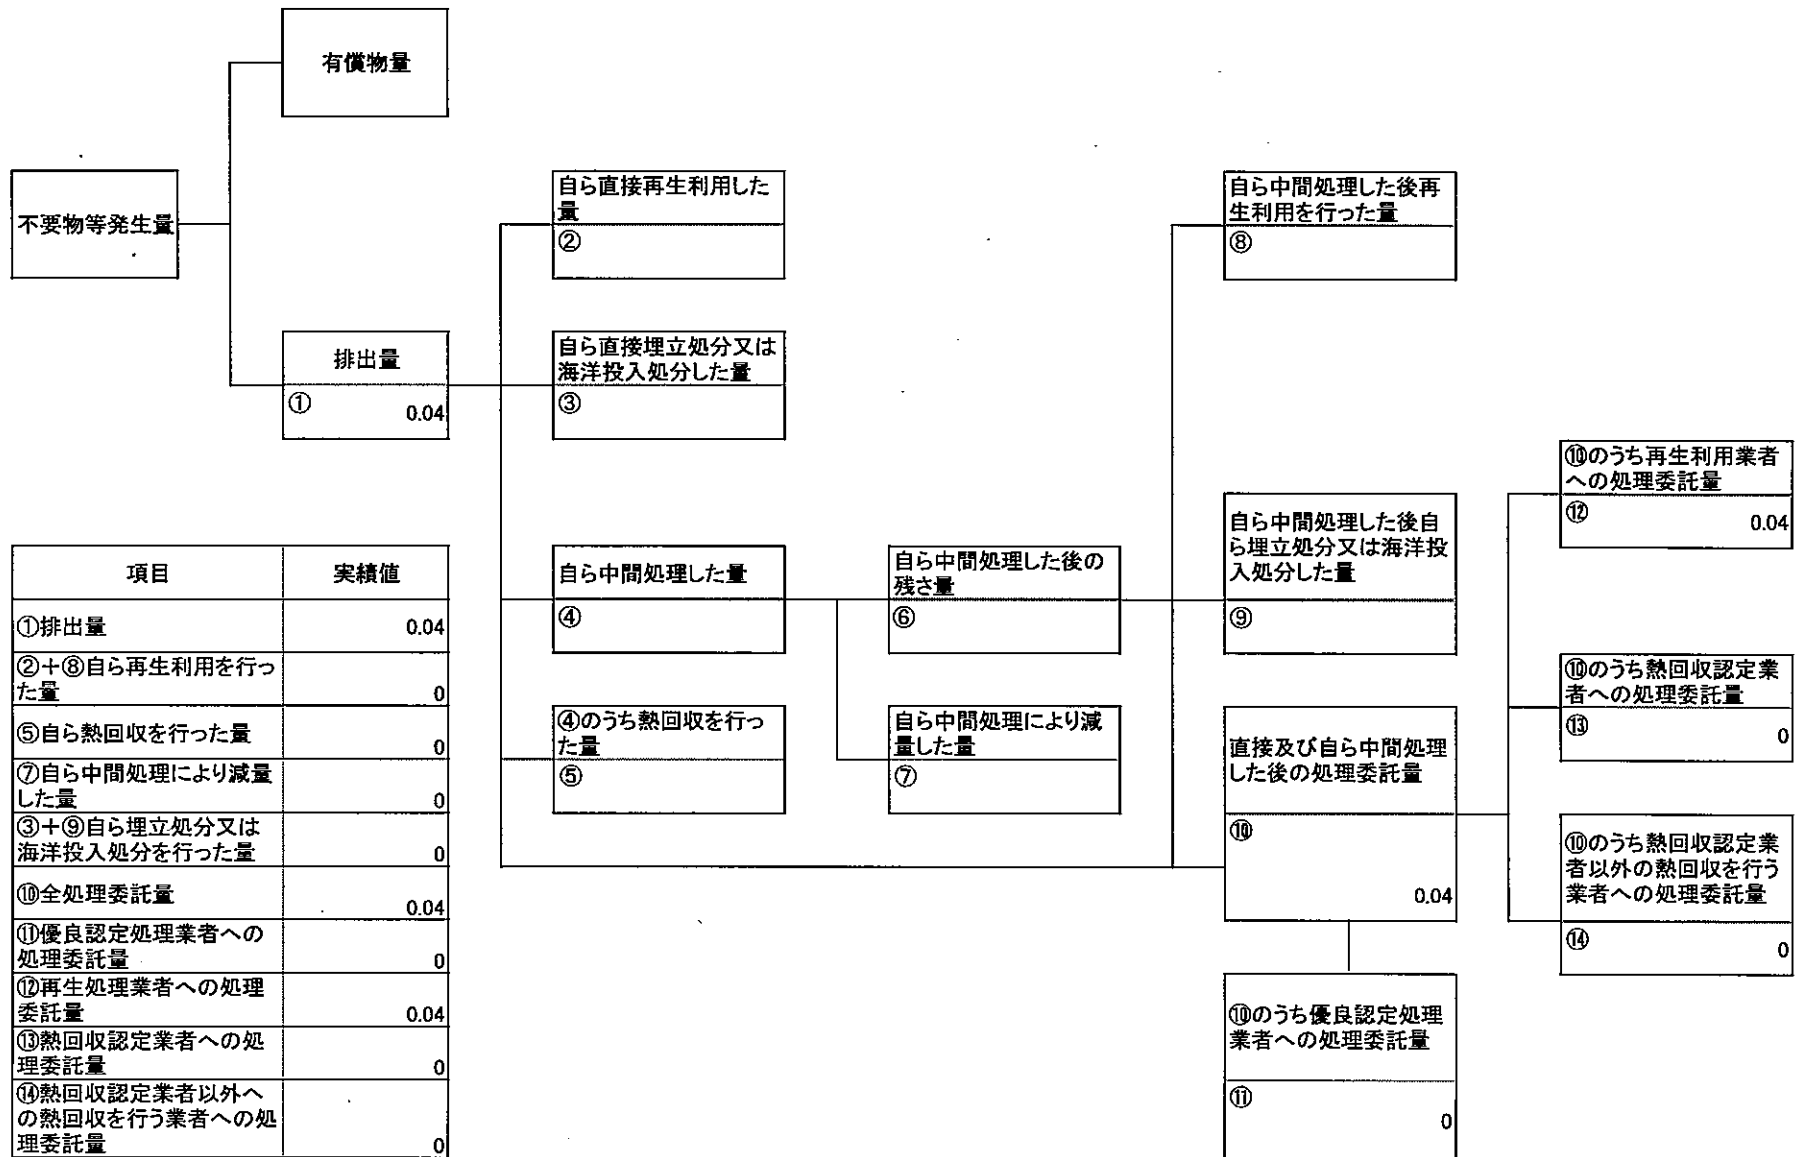 有償物量
不要物等発生量
自ら直接再生利用した
量
②
自ら中間処理した後再
生利用を行った量
⑧
排出量
① 0.04
自ら直接埋立処分又は
海洋投入処分した量
③
⑩のうち再生利用業者
への処理委託量
⑫ 0.04
自ら中間処理した量
④
自ら中間処理した後の
残さ量
⑥
自ら中間処理した後自
ら埋立処分又は海洋投
入処分した量
⑨
④のうち熱回収を行っ
た量
⑤
自ら中間処理により減
量した量
⑦
直接及び自ら中間処理
した後の処理委託量
⑩
0.04
⑩のうち熱回収認定業
者への処理委託量
⑬ 0
⑩のうち熱回収認定業
者以外の熱回収を行う
業者への処理委託量
⑭ 0
⑩のうち優良認定処理
業者への処理委託量
⑪
0
項目 実績値
①排出量 0.04
②＋⑧自ら再生利用を行っ
た量 0
⑤自ら熱回収を行った量 0
⑦自ら中間処理により減量
した量 0
③＋⑨自ら埋立処分又は
海洋投入処分を行った量 0
⑩全処理委託量 0.04
⑪優良認定処理業者への
処理委託量 0
⑫再生処理業者への処理
委託量 0.04
⑬熱回収認定業者への処
理委託量 0
⑭熱回収認定業者以外へ
の熱回収を行う業者への処
理委託量 0